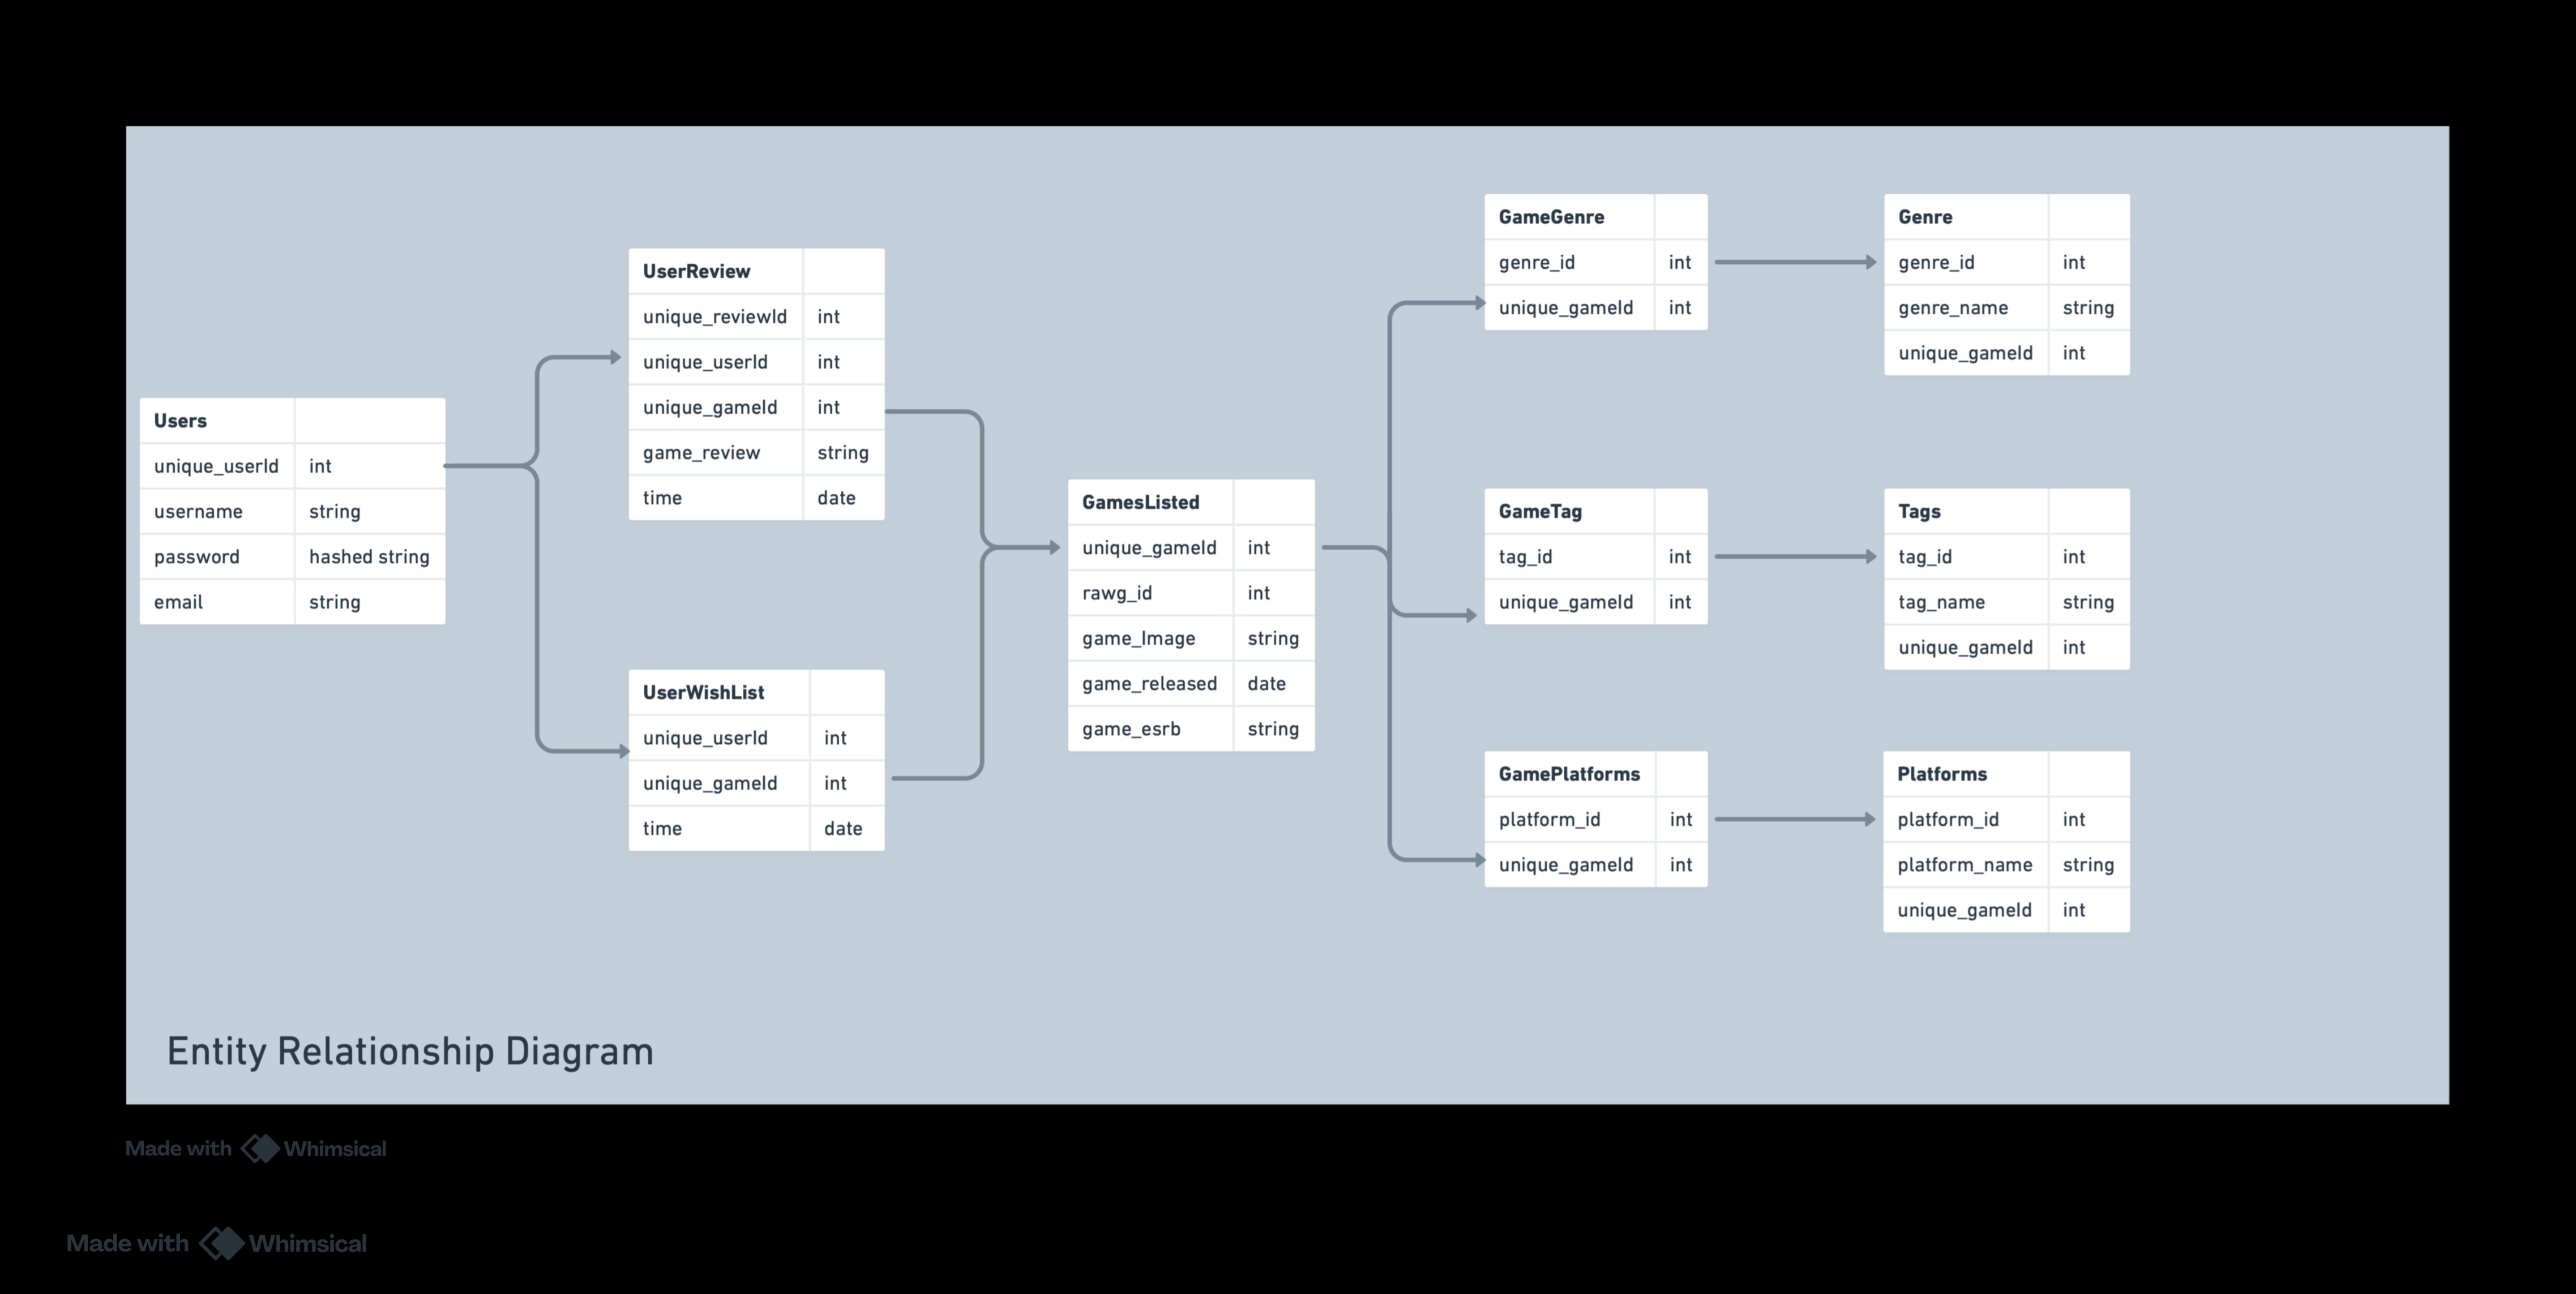 Users
unique_userId int
username string
password hashed string
email string
UserReview
unique_reviewId int
unique_userId int
unique_gameId int
game_review string
time date
UserWishList
unique_userId int
unique_gameId int
time date
GamesListed
unique_gameId int
rawg_id int
game_Image string
game_released date
game_esrb string
GameGenre
genre_id int
unique_gameId int
Genre
genre_id int
genre_name string
unique_gameId int
GameTag
tag_id int
unique_gameId int
Tags
tag_id int
tag_name string
unique_gameId int
GamePlatforms
platform_id int
unique_gameId int
Platforms
platform_id int
platform_name string
unique_gameId int
Entity Relationship Diagram
Made with Whimsical
Made with Whimsical